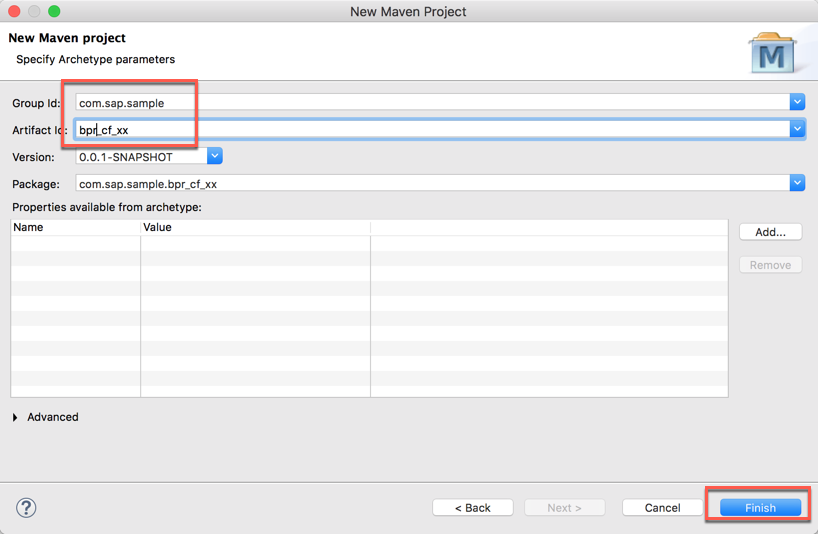 New Maven Project
New Maven project
Specify Archetype parameters
M
Group Id: com.sap.sample
Artifact Id: bpr_cf_xx
Version: 0.0.1-SNAPSHOT
Package: com.sap.sample.bpr_cf_xx
Properties available from archetype:
Name Value
Add...
Remove
Advanced
? < Back Next > Cancel Finish